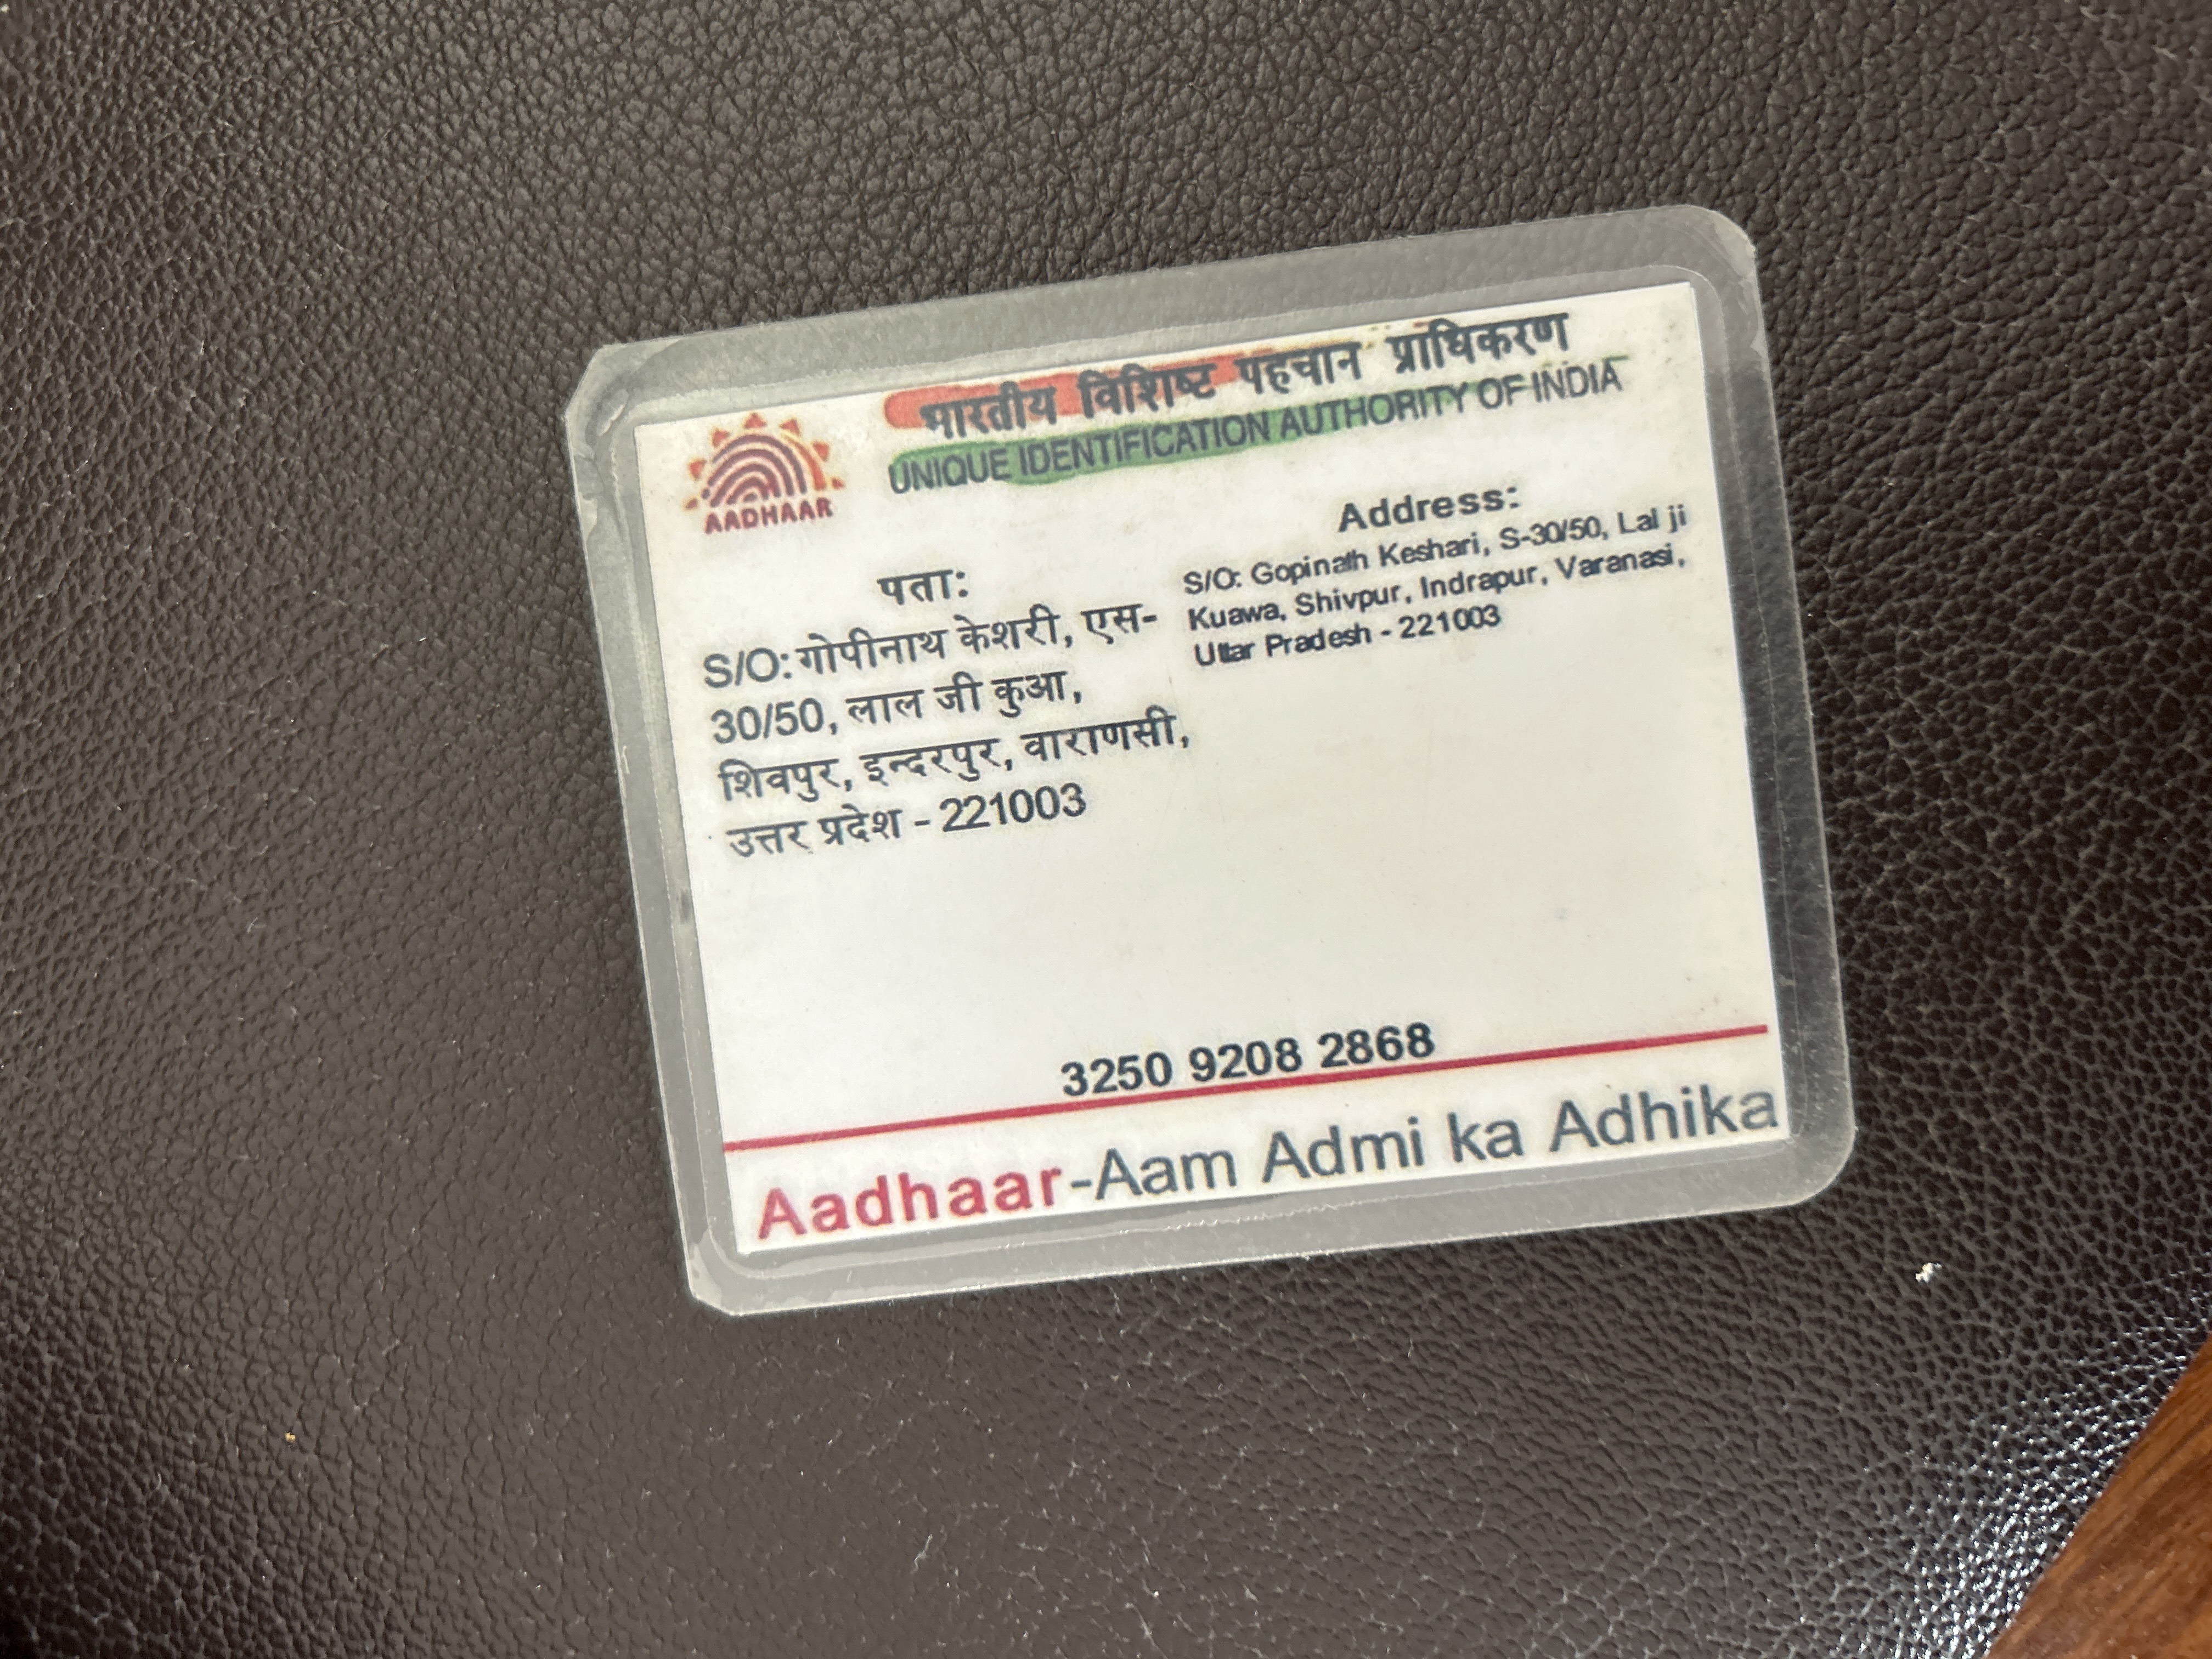 भारतीय विशिष्ट पहचान प्राधिकरण
UNIQUE IDENTIFICATION AUTHORITY OF INDIA
AADHAAR
पता:
S/O: गोपीनाथ केशरी, एस-
30/50, लाल जी कुआ,
शिवपुर, इन्दरपुर, वाराणसी,
उत्तर प्रदेश - 221003
Address:
S/O: Gopinath Keshari, S-30/50, Lal ji
Kuawa, Shivpur, Indrapur, Varanasi,
Uttar Pradesh - 221003
3250 9208 2868
Aadhaar-Aam Admi ka Adhika